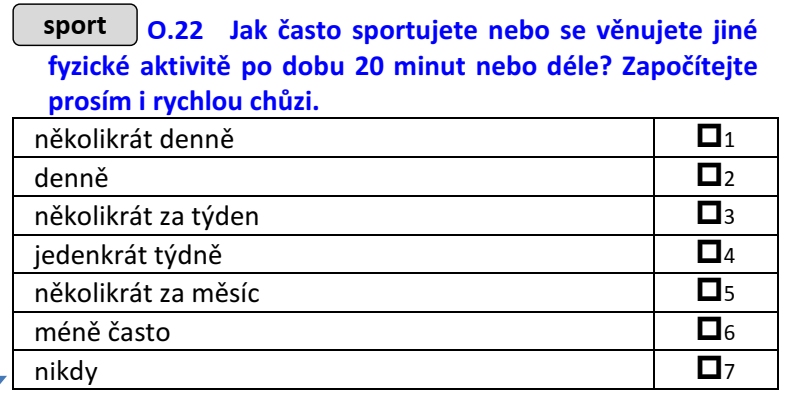 sport O.22 Jak často sportujete nebo se věnujete jiné
fyzické aktivitě po dobu 20 minut nebo déle? Započítejte
prosím i rychlou chůzi.
několikrát denně 1
denně 2
několikrát za týden 3
jedenkrát týdně 4
několikrát za měsíc 5
méně často 6
nikdy 7